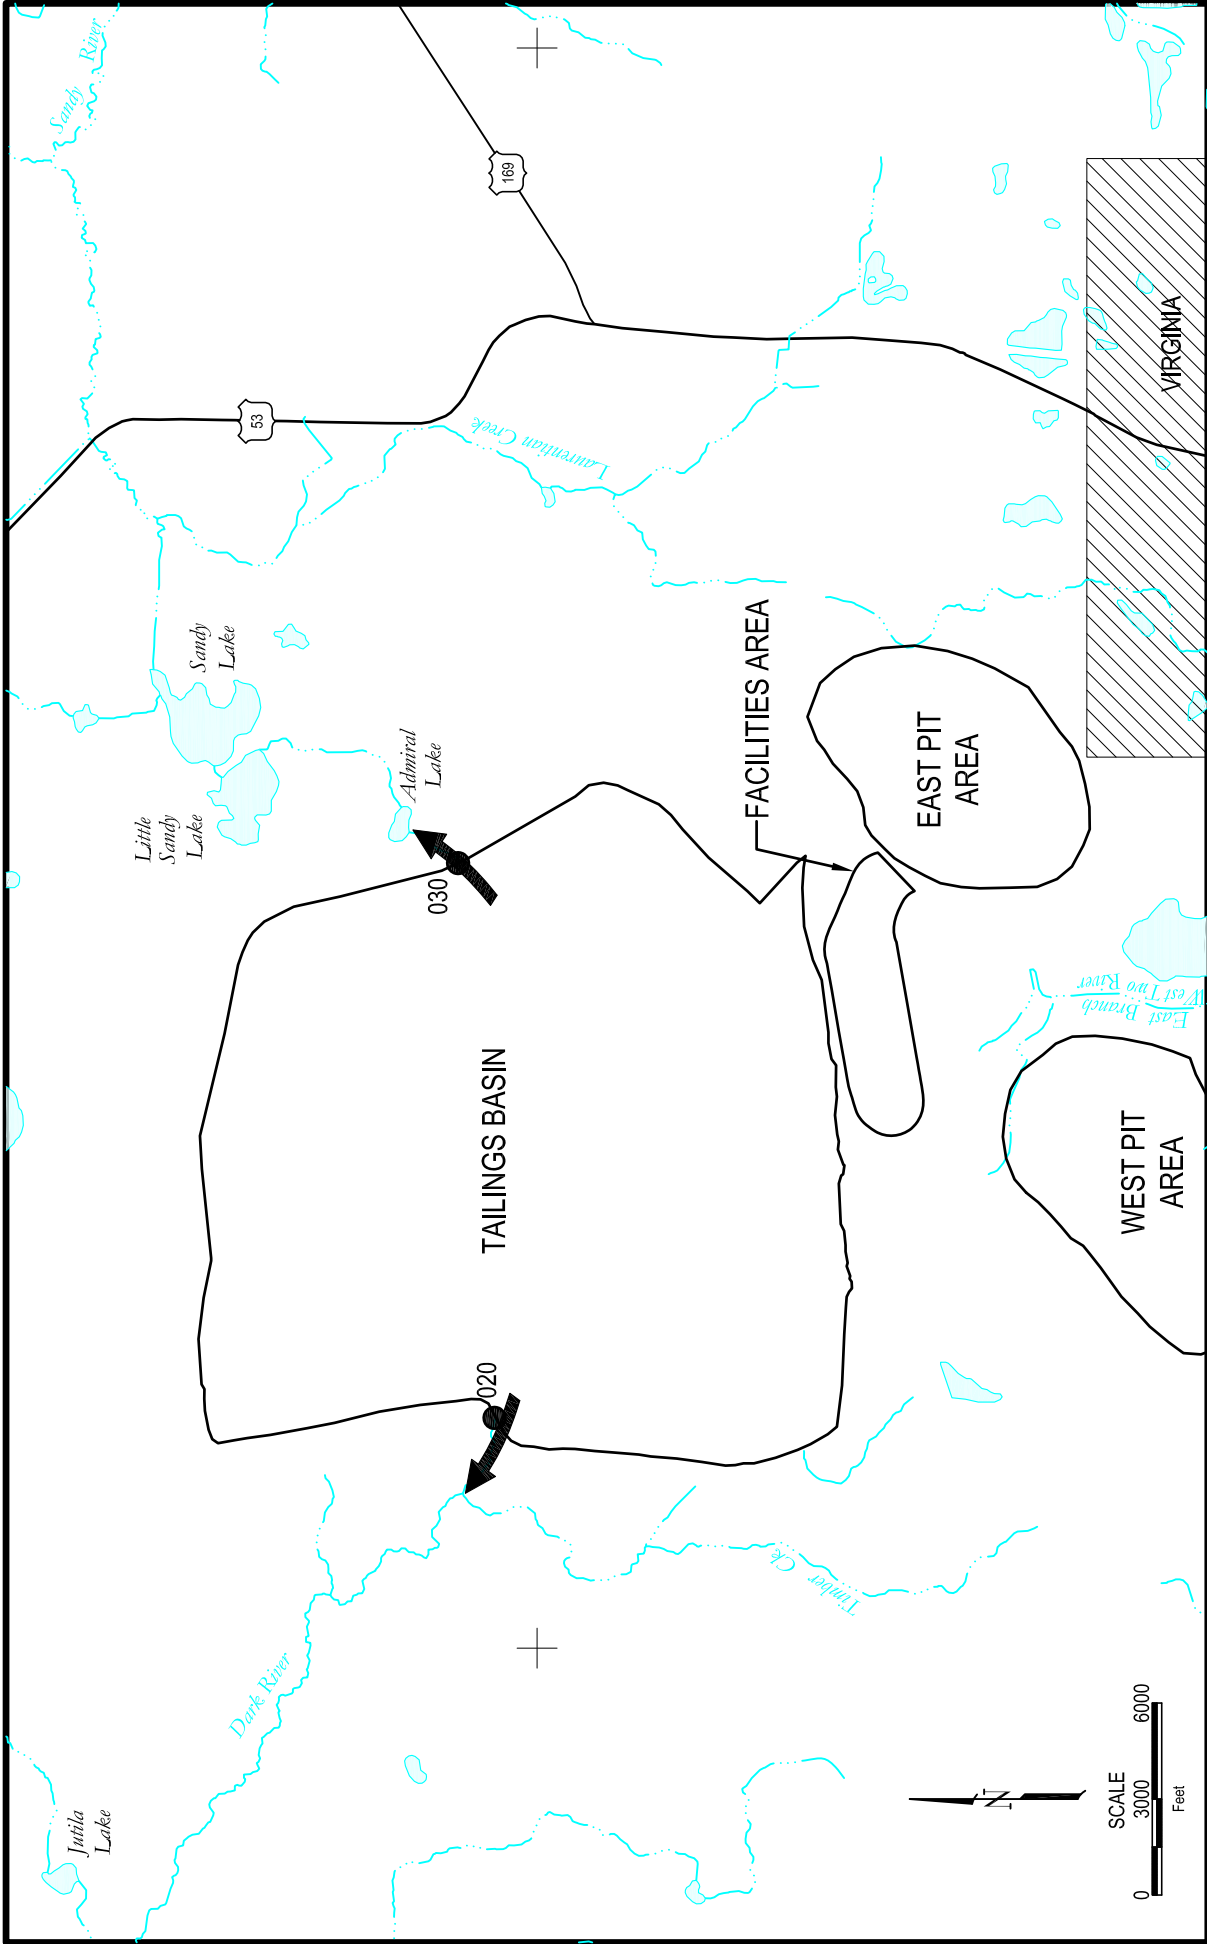 Jutila
Lake
Dark River
Timber Ck
020
TAILINGS BASIN
030
Little
Sandy
Lake
Sandy
Lake
Admiral
Lake
Sandy River
53
169
Laurentian Creek
FACILITIES AREA
EAST PIT
AREA
WEST PIT
AREA
East Branch
West Two River
VIRGINIA
N
SCALE
0 3000 6000
Feet